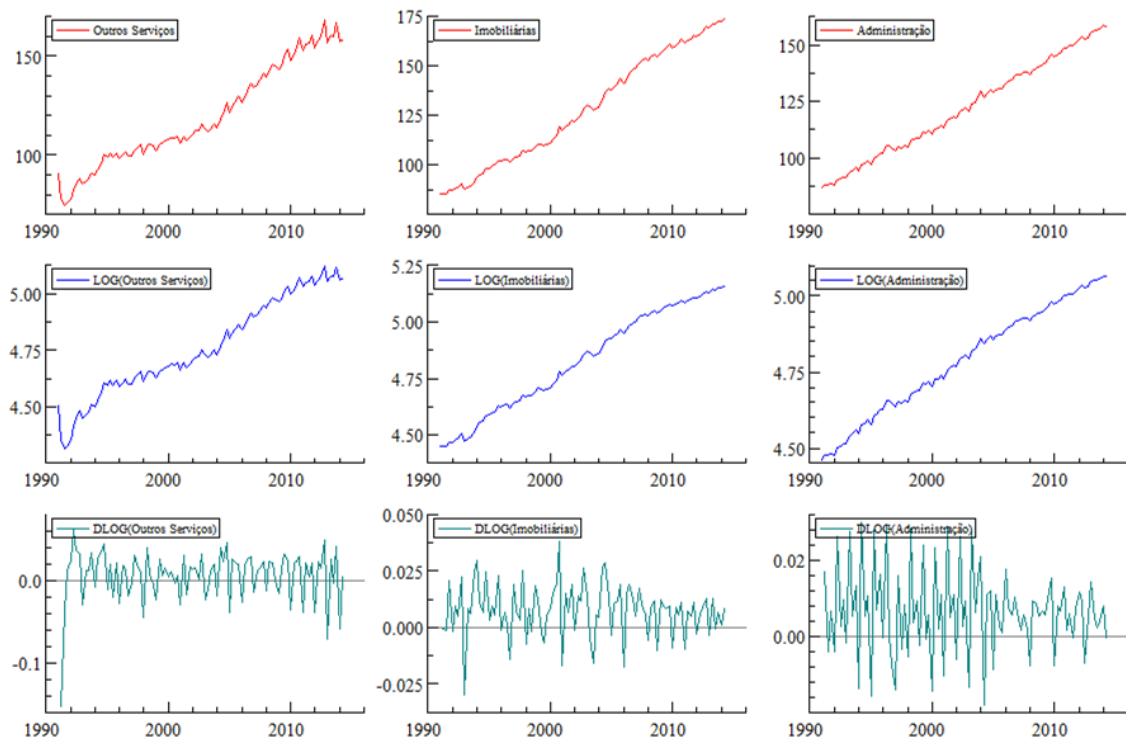 Outros Serviços
150
100
1990 2000 2010
175
Imobiliárias
150
125
100
1990 2000 2010
Administração
150
125
100
1990 2000 2010
LOG(Outros Serviços)
5.00
4.75
4.50
1990 2000 2010
5.25
LOG(Imobiliárias)
5.00
4.75
4.50
1990 2000 2010
LOG(Administração)
5.00
4.75
4.50
1990 2000 2010
DLOG(Outros Serviços)
0.0
-0.1
1990 2000 2010
0.050
DLOG(Imobiliárias)
0.025
0.000
-0.025
1990 2000 2010
DLOG(Administração)
0.02
0.00
1990 2000 2010